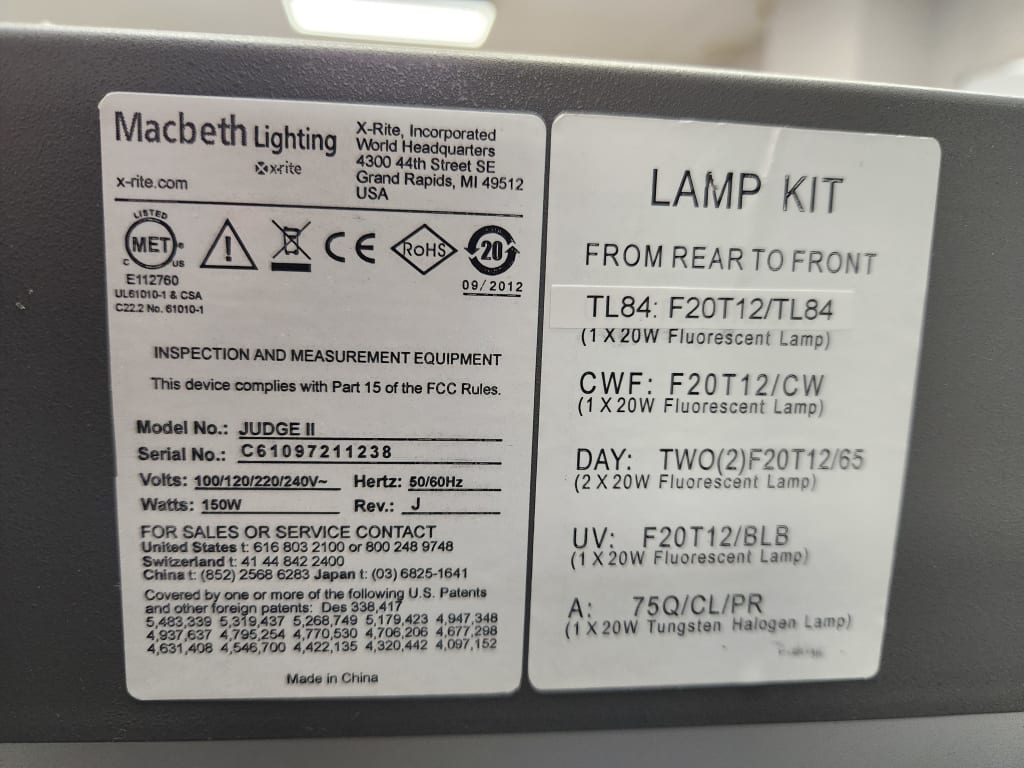 Macbeth Lighting
x-rite
x-rite.com
X-Rite, Incorporated
World Headquarters
4300 44th Street SE
Grand Rapids, MI 49512
USA
LISTED
MET
C US
E112760
UL61010-1 & CSA
C22.2 No. 61010-1
CE
RoHS
20
09/2012
INSPECTION AND MEASUREMENT EQUIPMENT
This device complies with Part 15 of the FCC Rules.
Model No.: JUDGE II
Serial No.: C61097211238
Volts: 100/120/220/240V~ Hertz: 50/60Hz
Watts: 150W Rev.: J
FOR SALES OR SERVICE CONTACT
United States t: 616 803 2100 or 800 248 9748
Switzerland t: 41 44 842 2400
China t: (852) 2568 6283 Japan t: (03) 6825-1641
Covered by one or more of the following U.S. Patents
and other foreign patents: Des 338,417
5,483,339 5,319,437 5,268,749 5,179,423 4,947,348
4,937,637 4,795,254 4,770,530 4,706,206 4,677,298
4,631,408 4,546,700 4,422,135 4,320,442 4,097,152
Made in China
LAMP KIT
FROM REAR TO FRONT
TL84: F20T12/TL84
(1 X 20W Fluorescent Lamp)
CWF: F20T12/CW
(1 X 20W Fluorescent Lamp)
DAY: TWO(2)F20T12/65
(2 X 20W Fluorescent Lamp)
UV: F20T12/BLB
(1 X 20W Fluorescent Lamp)
A: 75Q/CL/PR
(1 X 20W Tungsten Halogen Lamp)